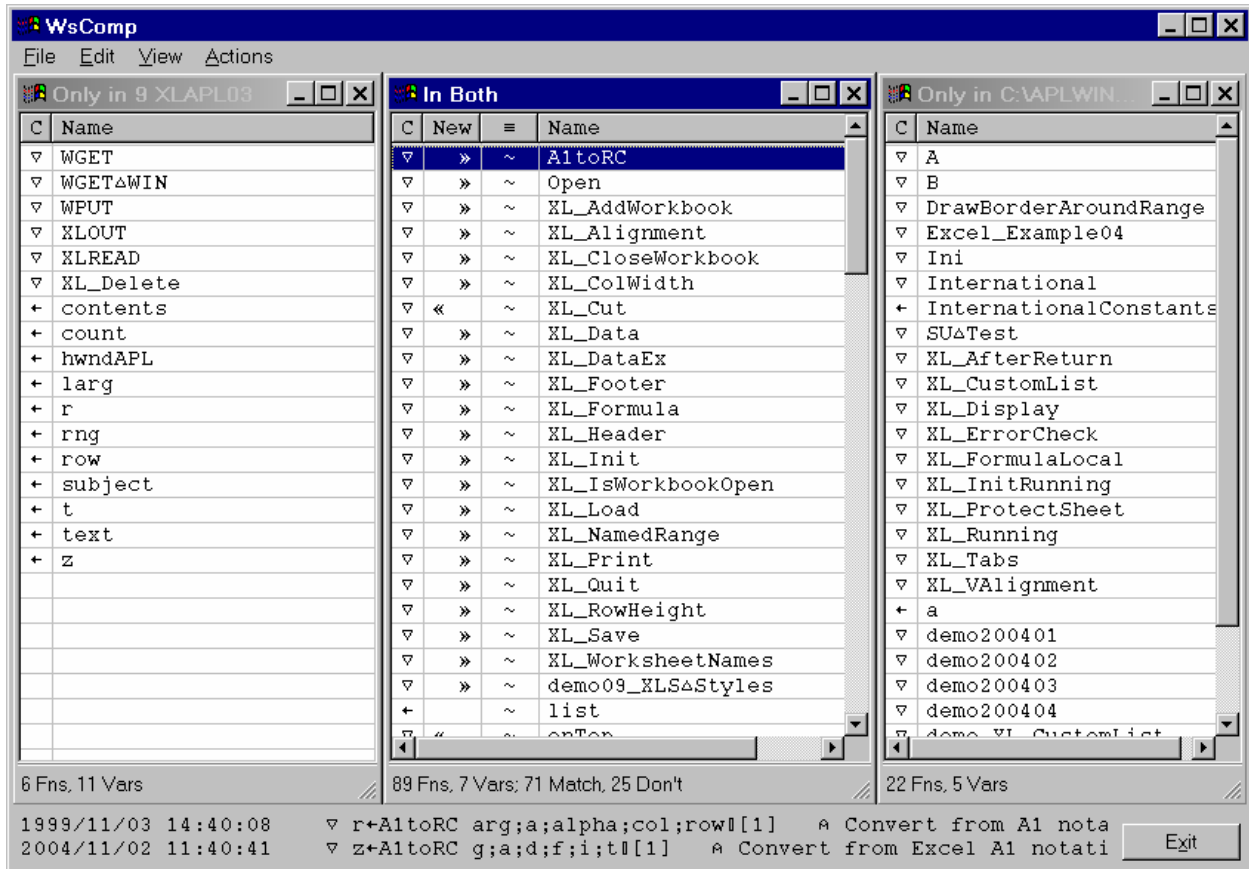 WsComp
File Edit View Actions
Only in 9 XLAPL03
C Name
▽ WGET
▽ WGET∆WIN
▽ WPUT
▽ XLOUT
▽ XLREAD
▽ XL_Delete
← contents
← count
← hwndAPL
← larg
← r
← rng
← row
← subject
← t
← text
← z
6 Fns, 11 Vars
In Both
C New ≡ Name
▽ » ~ A1toRC
▽ » ~ Open
▽ » ~ XL_AddWorkbook
▽ » ~ XL_Alignment
▽ » ~ XL_CloseWorkbook
▽ » ~ XL_ColWidth
▽ « ~ XL_Cut
▽ » ~ XL_Data
▽ » ~ XL_DataEx
▽ » ~ XL_Footer
▽ » ~ XL_Formula
▽ » ~ XL_Header
▽ » ~ XL_Init
▽ » ~ XL_IsWorkbookOpen
▽ » ~ XL_Load
▽ » ~ XL_NamedRange
▽ » ~ XL_Print
▽ » ~ XL_Quit
▽ » ~ XL_RowHeight
▽ » ~ XL_Save
▽ » ~ XL_WorksheetNames
▽ » ~ demo09_XLS∆Styles
← ~ list
▽ « ~ onTop
89 Fns, 7 Vars; 71 Match, 25 Don't
Only in C:\APLWIN...
C Name
▽ A
▽ B
▽ DrawBorderAroundRange
▽ Excel_Example04
▽ Ini
▽ International
← InternationalConstants
▽ SU∆Test
▽ XL_AfterReturn
▽ XL_CustomList
▽ XL_Display
▽ XL_ErrorCheck
▽ XL_FormulaLocal
▽ XL_InitRunning
▽ XL_ProtectSheet
▽ XL_Running
▽ XL_Tabs
▽ XL_VAlignment
← a
▽ demo200401
▽ demo200402
▽ demo200403
▽ demo200404
▽ demo_XL_CustomList
22 Fns, 5 Vars
1999/11/03 14:40:08 ▽ r←A1toRC arg;a;alpha;col;row▯[1] ⍝ Convert from A1 nota
2004/11/02 11:40:41 ▽ z←A1toRC g;a;d;f;i;t▯[1] ⍝ Convert from Excel A1 notati
Exit